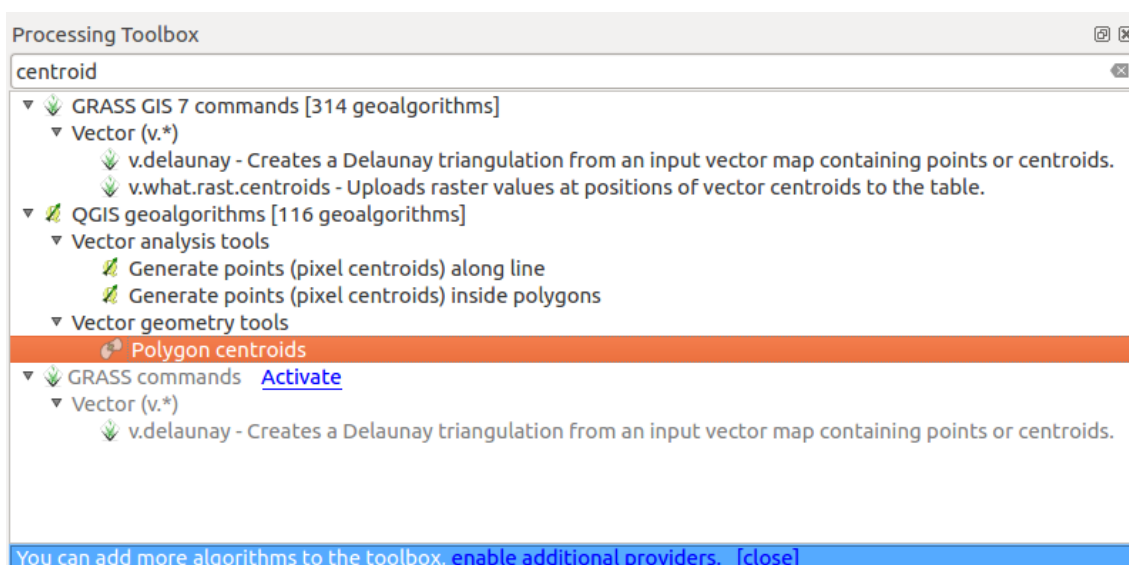 Processing Toolbox
centroid
GRASS GIS 7 commands [314 geoalgorithms]
Vector (v.*)
v.delaunay - Creates a Delaunay triangulation from an input vector map containing points or centroids.
v.what.rast.centroids - Uploads raster values at positions of vector centroids to the table.
QGIS geoalgorithms [116 geoalgorithms]
Vector analysis tools
Generate points (pixel centroids) along line
Generate points (pixel centroids) inside polygons
Vector geometry tools
Polygon centroids
GRASS commands Activate
Vector (v.*)
v.delaunay - Creates a Delaunay triangulation from an input vector map containing points or centroids.
You can add more algorithms to the toolbox, enable additional providers. [close]